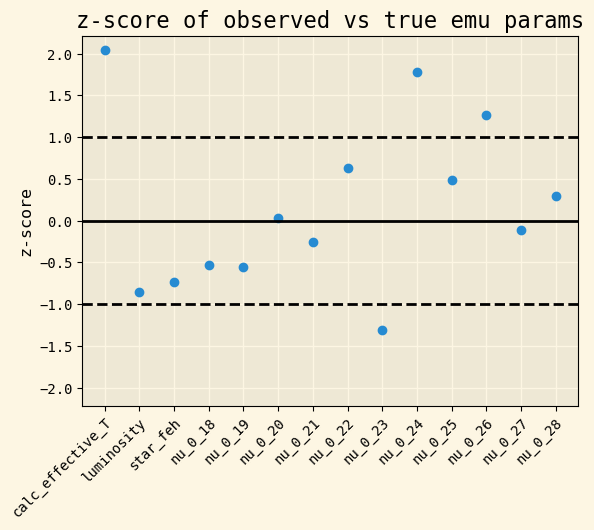 z-score of observed vs true emu params
z-score
2.0
1.5
1.0
0.5
0.0
−0.5
−1.0
−1.5
−2.0
calc_effective_T
luminosity
star_feh
nu_0_18
nu_0_19
nu_0_20
nu_0_21
nu_0_22
nu_0_23
nu_0_24
nu_0_25
nu_0_26
nu_0_27
nu_0_28